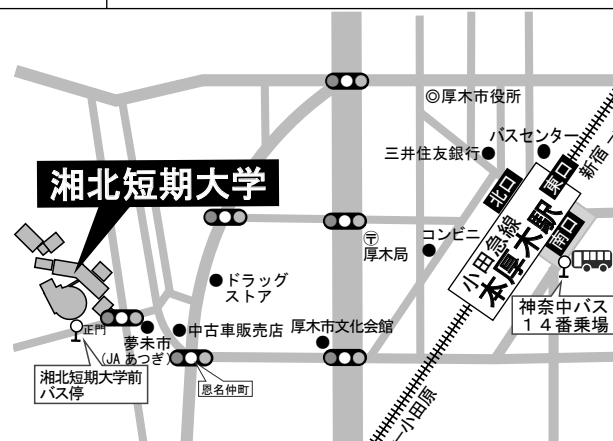 ◎厚木市役所
バスセンター
三井住友銀行
新宿
北口
東口
湘北短期大学
小田急線
本厚木駅
南口
コンビニ
〒
厚木局
ドラッグ
ストア
神奈中バス
14番乗場
正門
夢未市
(JAあつぎ)
中古車販売店
厚木市文化会館
湘北短期大学前
バス停
恩名仲町
小田原